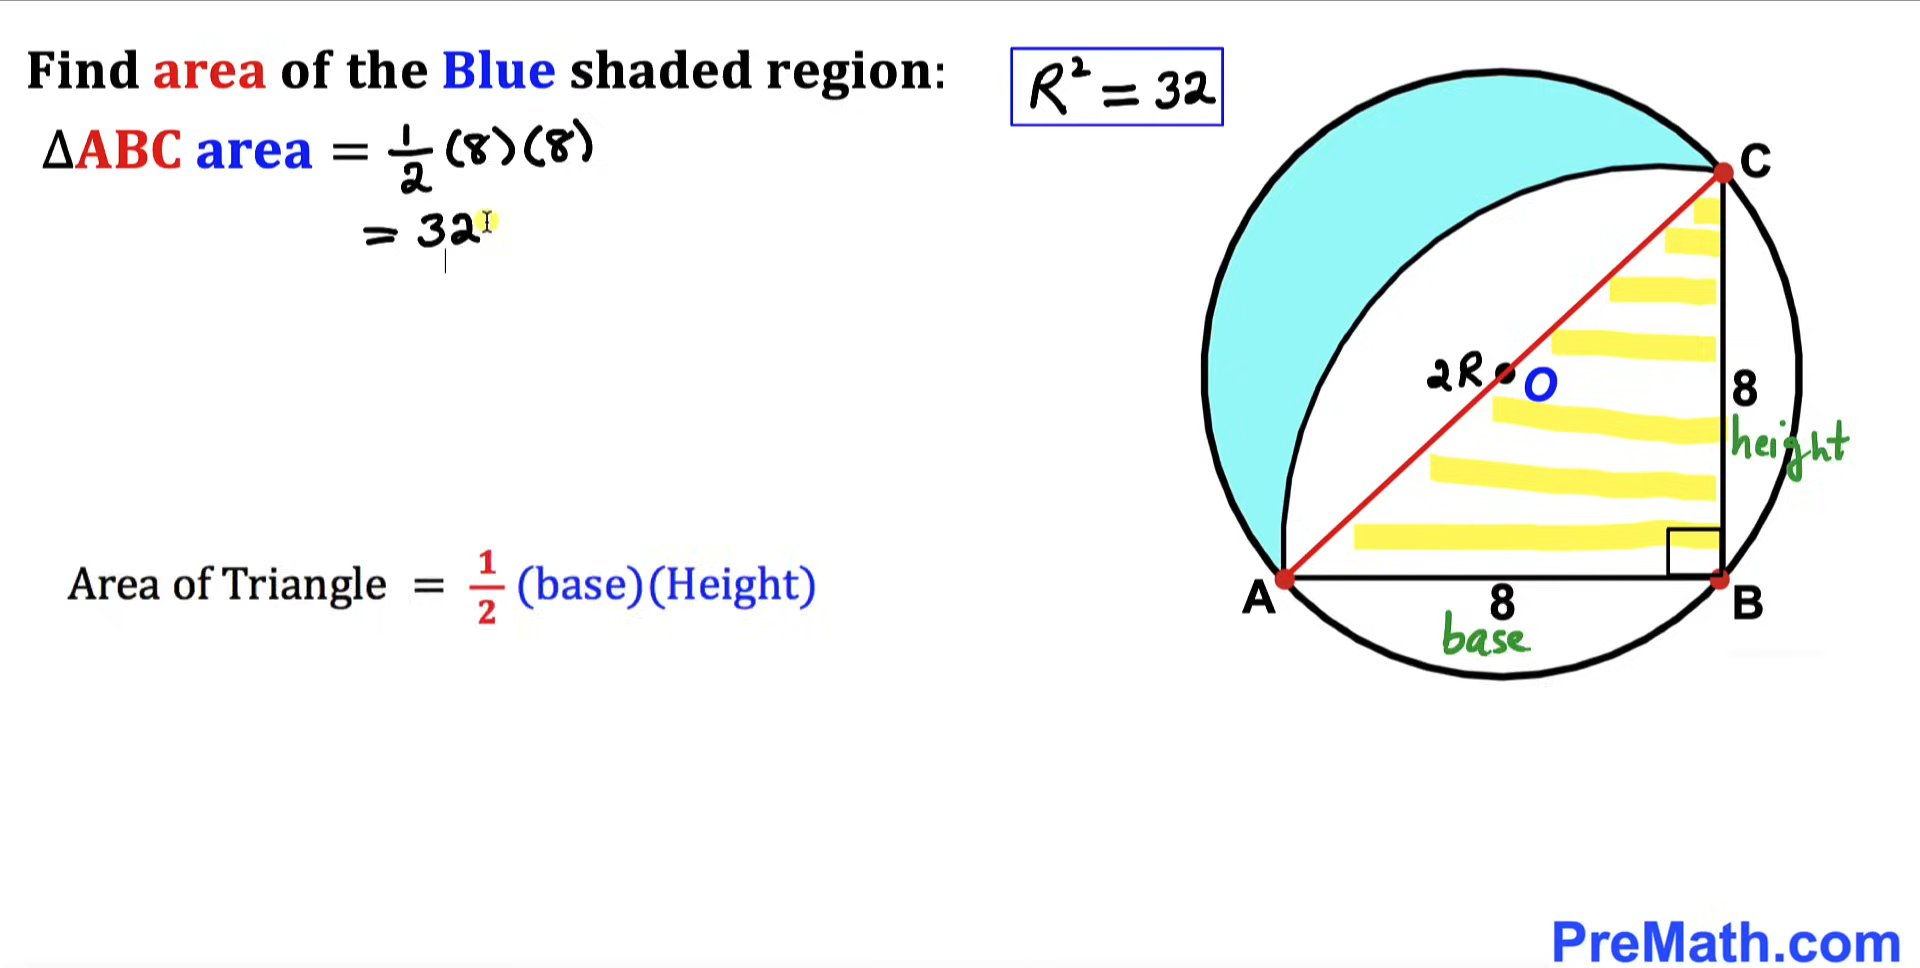 Find area of the Blue shaded region:
R² = 32
ΔABC area = 1/2 (8)(8)
= 32
Area of Triangle = 1/2 (base)(Height)
C
2R
O
8
height
A
8
B
base
PreMath.com